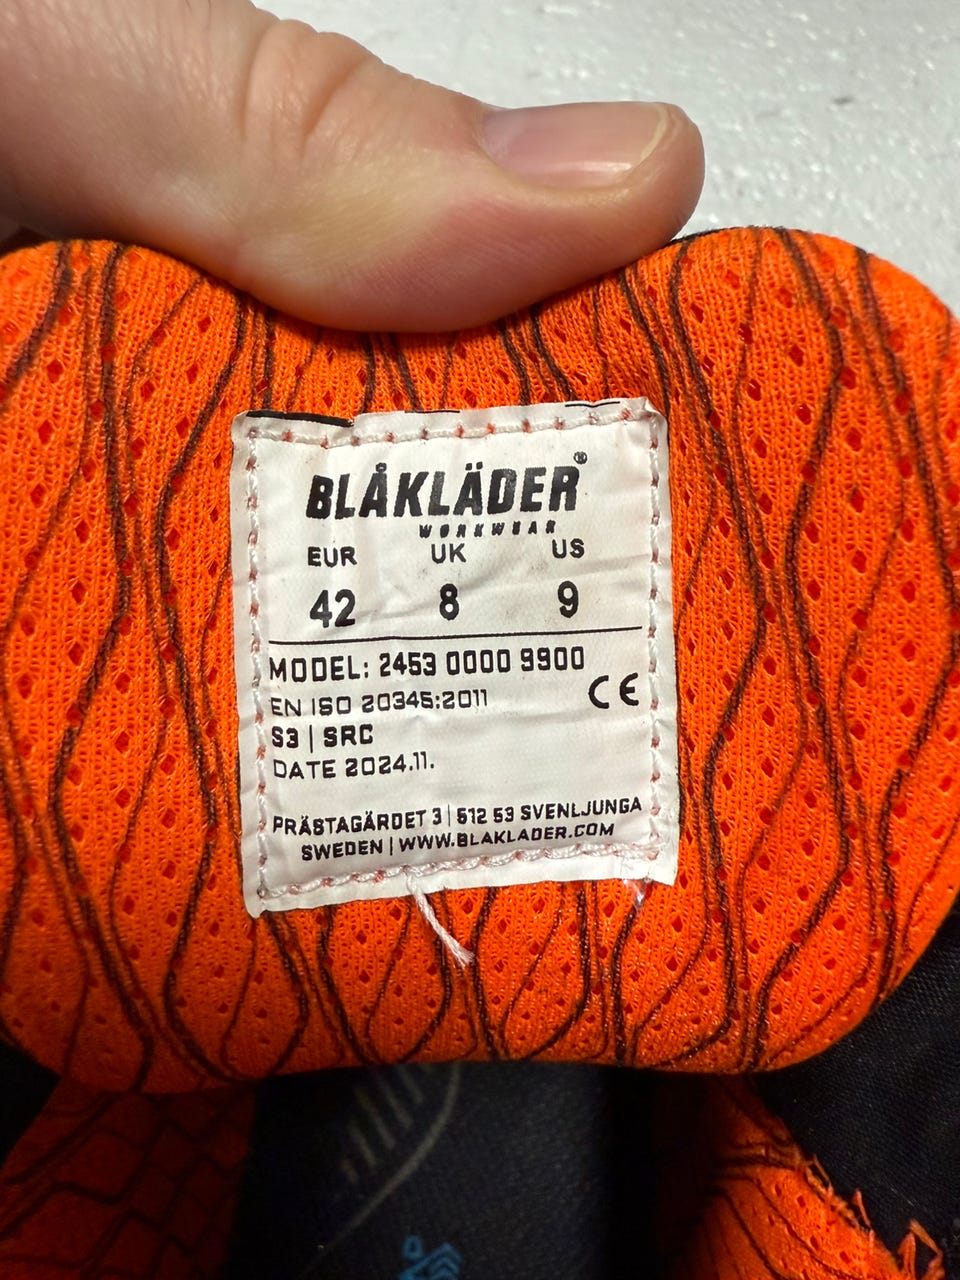 BLÅKLÄDER®
WORKWEAR
EUR UK US
42 8 9
MODEL: 2453 0000 9900
EN ISO 20345:2011 CE
S3 | SRC
DATE 2024.11.
PRÄSTAGÄRDET 3 | 512 53 SVENLJUNGA
SWEDEN | WWW.BLAKLADER.COM